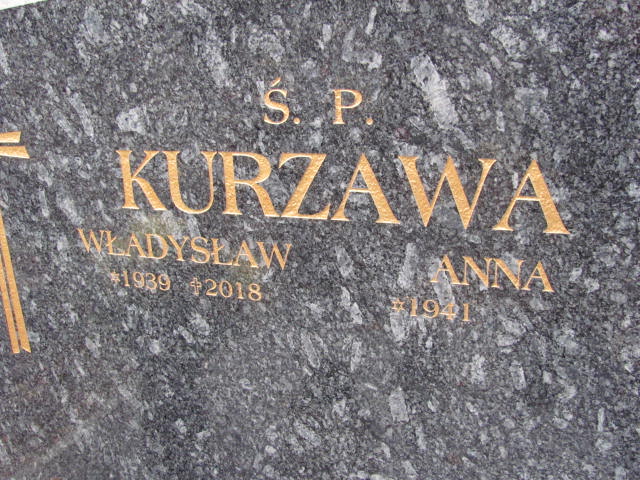 Ś. P.
KURZAWA
WŁADYSŁAW ANNA
*1939 †2018 *1941